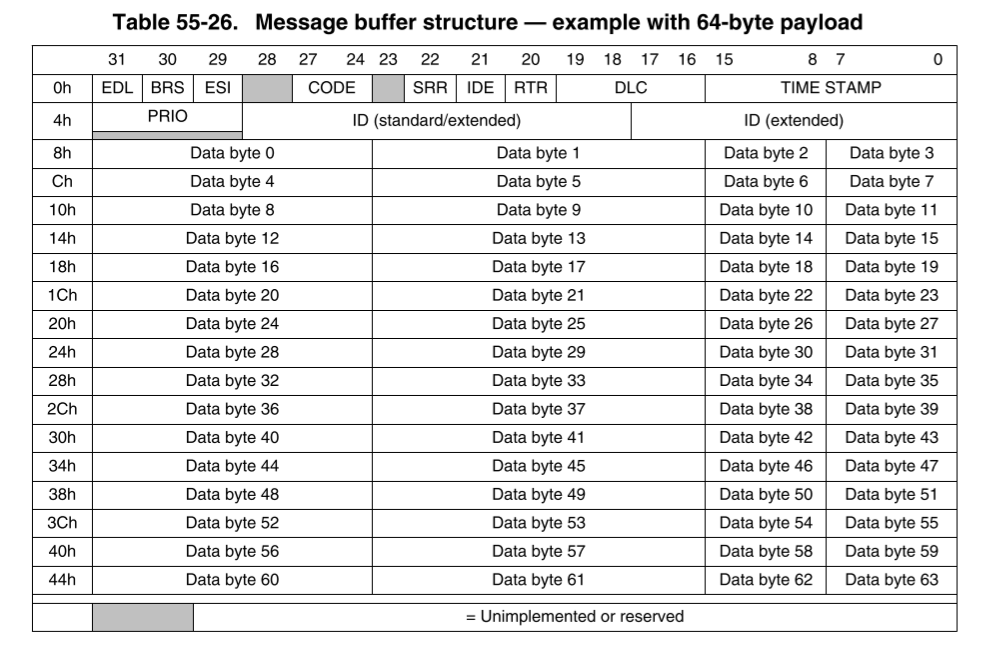 Table 55-26. Message buffer structure — example with 64-byte payload
31 30 29 28 27 24 23 22 21 20 19 18 17 16 15 8 7 0
0h EDL BRS ESI CODE SRR IDE RTR DLC TIME STAMP
4h PRIO ID (standard/extended) ID (extended)
8h Data byte 0 Data byte 1 Data byte 2 Data byte 3
Ch Data byte 4 Data byte 5 Data byte 6 Data byte 7
10h Data byte 8 Data byte 9 Data byte 10 Data byte 11
14h Data byte 12 Data byte 13 Data byte 14 Data byte 15
18h Data byte 16 Data byte 17 Data byte 18 Data byte 19
1Ch Data byte 20 Data byte 21 Data byte 22 Data byte 23
20h Data byte 24 Data byte 25 Data byte 26 Data byte 27
24h Data byte 28 Data byte 29 Data byte 30 Data byte 31
28h Data byte 32 Data byte 33 Data byte 34 Data byte 35
2Ch Data byte 36 Data byte 37 Data byte 38 Data byte 39
30h Data byte 40 Data byte 41 Data byte 42 Data byte 43
34h Data byte 44 Data byte 45 Data byte 46 Data byte 47
38h Data byte 48 Data byte 49 Data byte 50 Data byte 51
3Ch Data byte 52 Data byte 53 Data byte 54 Data byte 55
40h Data byte 56 Data byte 57 Data byte 58 Data byte 59
44h Data byte 60 Data byte 61 Data byte 62 Data byte 63
= Unimplemented or reserved